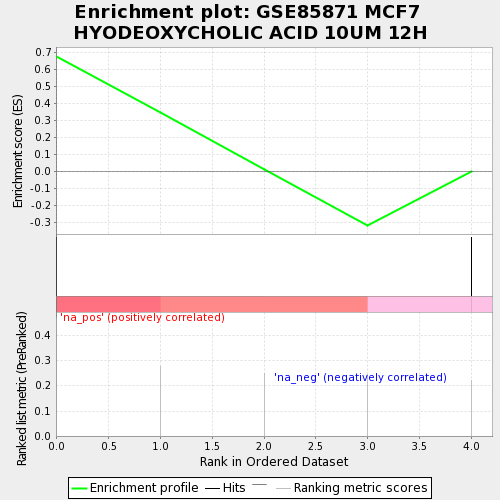 Enrichment plot: GSE85871 MCF7
HYODEOXYCHOLIC ACID 10UM 12H
Enrichment score (ES)
0.7
0.6
0.5
0.4
0.3
0.2
0.1
0.0
-0.1
-0.2
-0.3
'na_pos' (positively correlated)
'na_neg' (negatively correlated)
Ranked list metric (PreRanked)
0.4
0.3
0.2
0.1
0.0
0.0 0.5 1.0 1.5 2.0 2.5 3.0 3.5 4.0
Rank in Ordered Dataset
Enrichment profile Hits Ranking metric scores